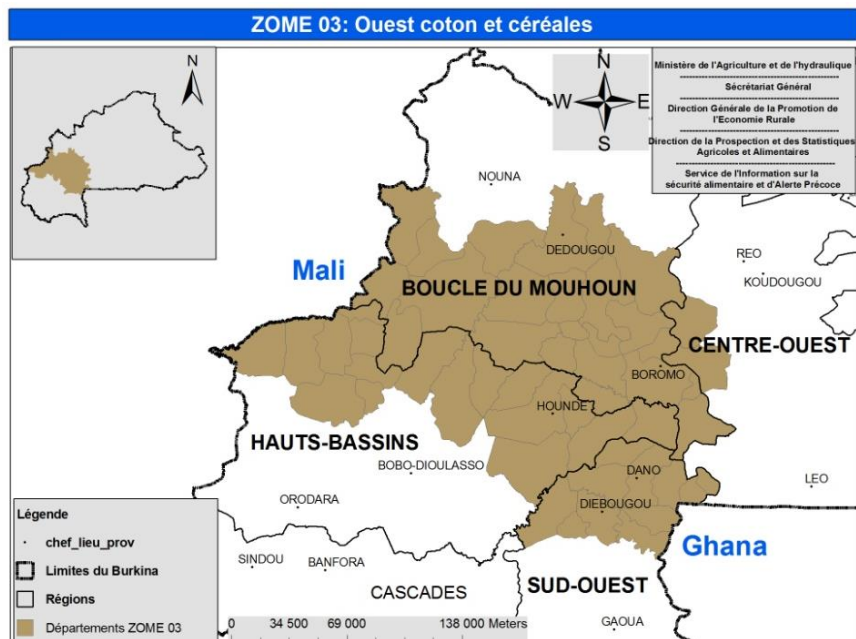 ZOME 03: Ouest coton et céréales
N
N
W
E
S
Ministère de l'Agriculture et de l'hydraulique
Sécrétariat Général
Direction Générale de la Promotion de
l'Economie Rurale
Direction de la Prospection et des Statistiques
Agricoles et Alimentaires
Service de l'Information sur la
sécurité alimentaire et d'Alerte Précoce
NOUNA
DEDOUGOU
REO
KOUDOUGOU
Mali
BOUCLE DU MOUHOUN
CENTRE-OUEST
BOROMO
HOUNDE
HAUTS-BASSINS
BOBO-DIOULASSO
DANO
LEO
ORODARA
DIEBOUGOU
Ghana
SINDOU
BANFORA
CASCADES
SUD-OUEST
GAOUA
Légende
chef_lieu_prov
Limites du Burkina
Régions
Départements ZOME 03
0 34 500 69 000 138 000 Meters